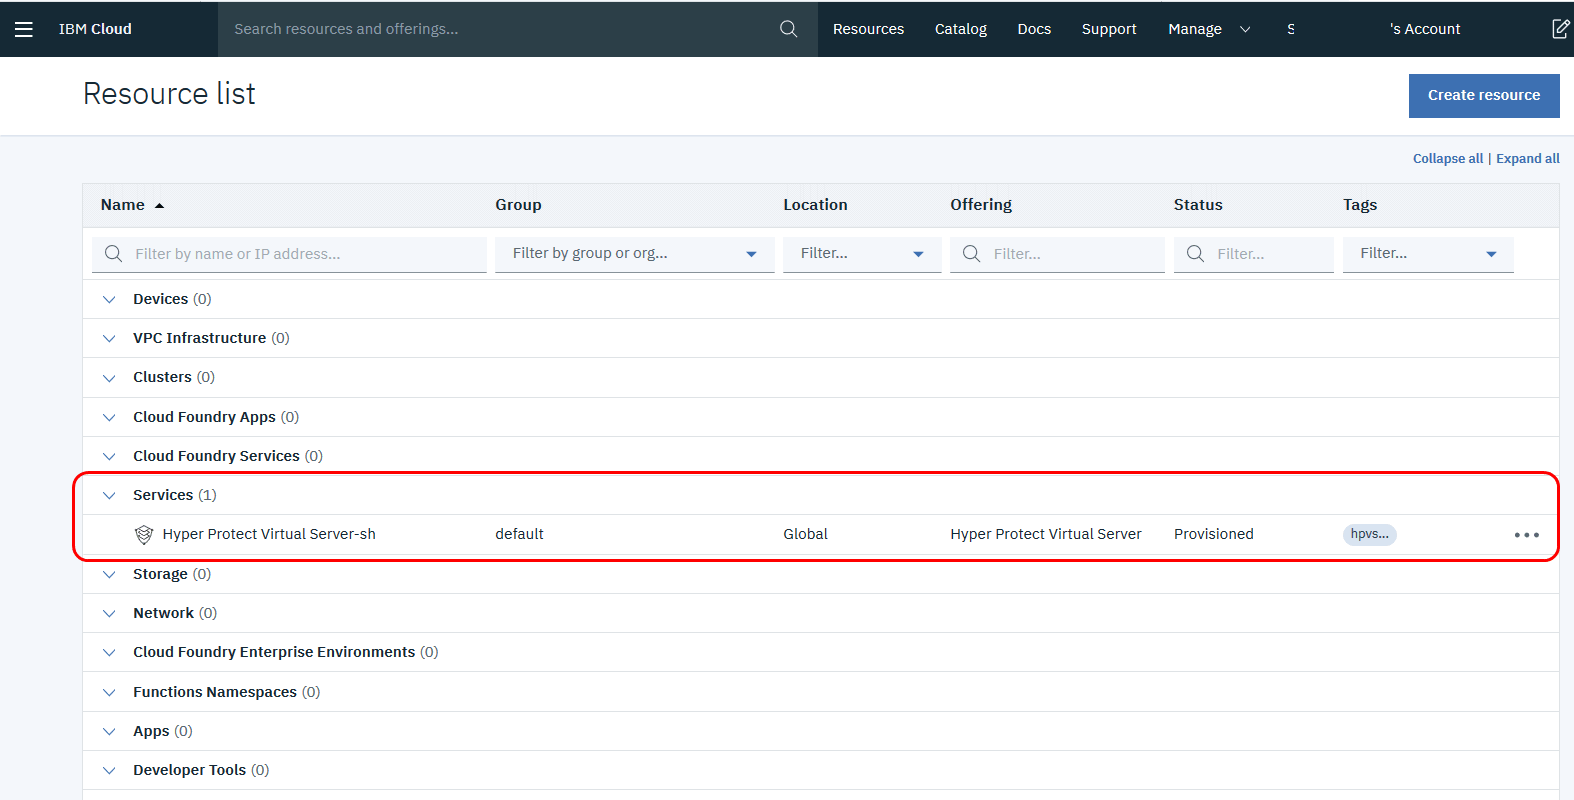 IBM Cloud Search resources and offerings... Resources Catalog Docs Support Manage S 's Account
Resource list Create resource
Collapse all | Expand all
Name Group Location Offering Status Tags
Filter by name or IP address... Filter by group or org... Filter... Filter... Filter... Filter...
Devices (0)
VPC Infrastructure (0)
Clusters (0)
Cloud Foundry Apps (0)
Cloud Foundry Services (0)
Services (1)
Hyper Protect Virtual Server-sh default Global Hyper Protect Virtual Server Provisioned hpvs...
Storage (0)
Network (0)
Cloud Foundry Enterprise Environments (0)
Functions Namespaces (0)
Apps (0)
Developer Tools (0)